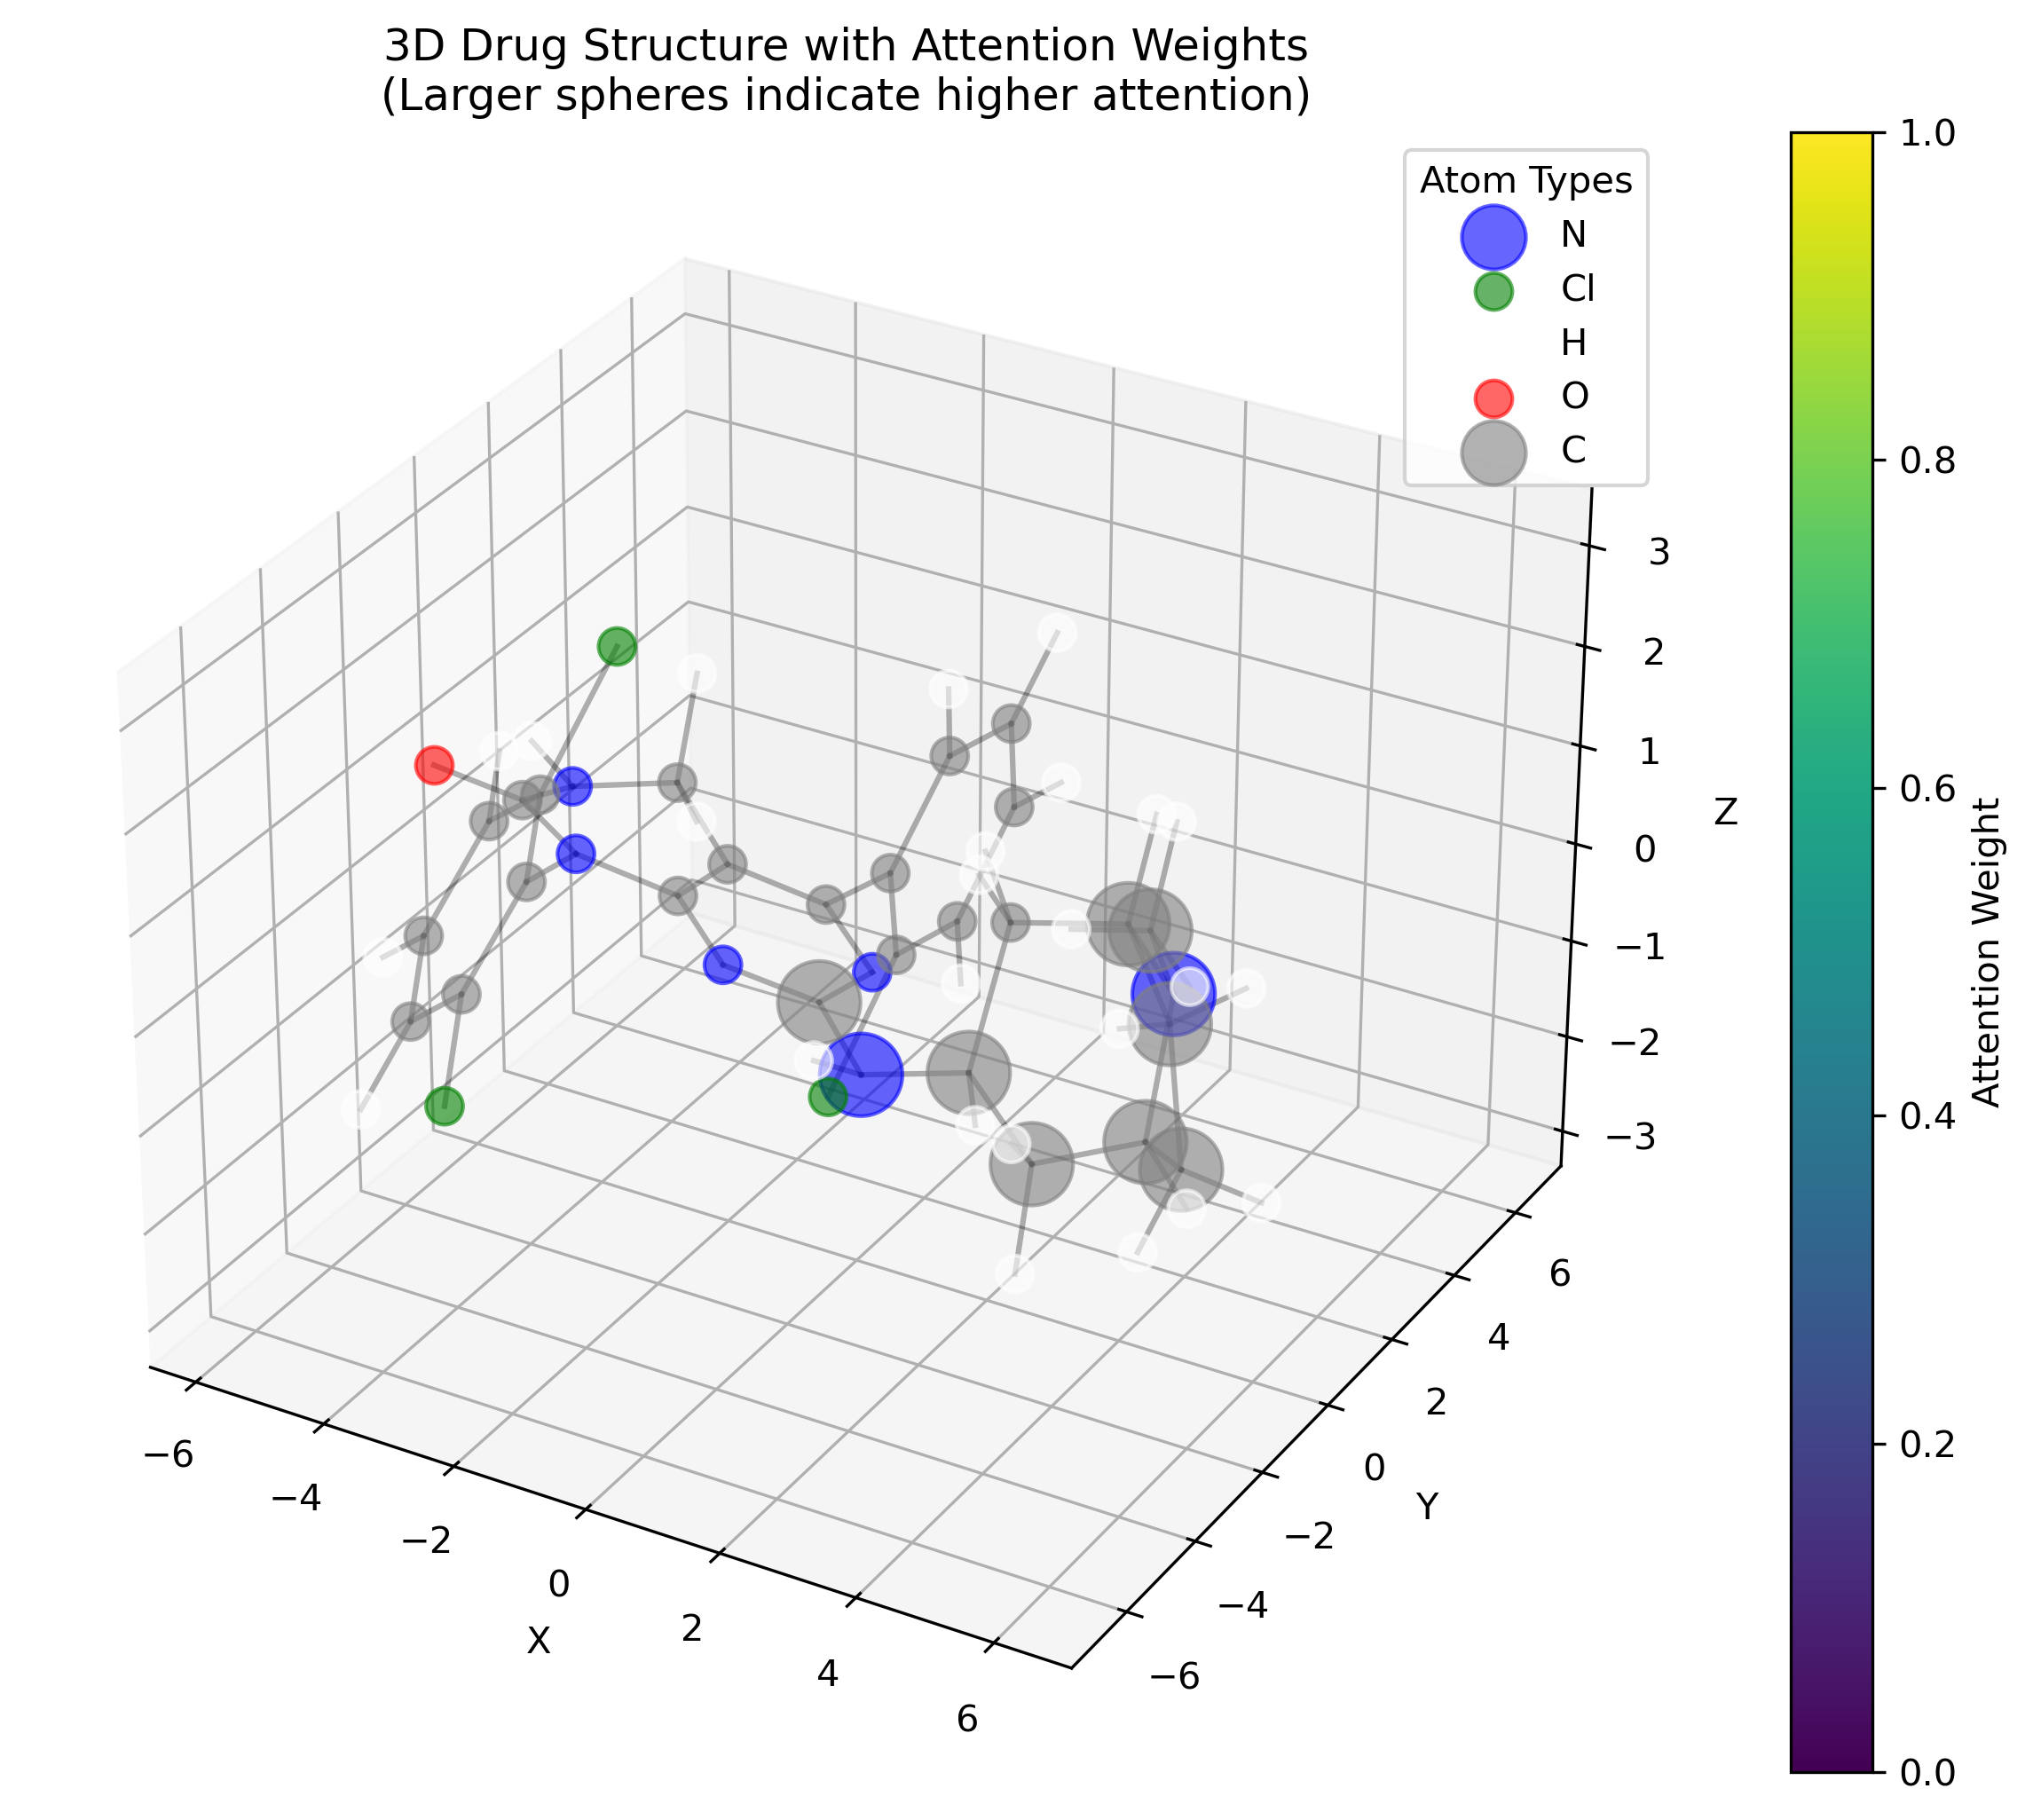 3D Drug Structure with Attention Weights
(Larger spheres indicate higher attention)
Atom Types
N
Cl
H
O
C
1.0
0.8
0.6
0.4
0.2
0.0
Attention Weight
3
2
1
0
−1
−2
−3
Z
6
4
2
0
−2
−4
−6
Y
−6
−4
−2
0
2
4
6
X